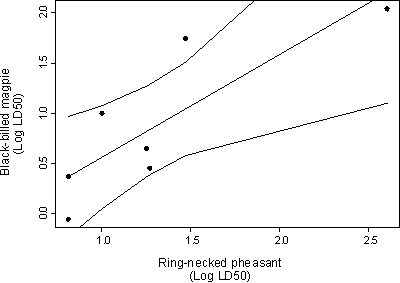 Black-billed magpie
(Log LD50)
2.0
1.5
1.0
0.5
0.0
1.0 1.5 2.0 2.5
Ring-necked pheasant
(Log LD50)